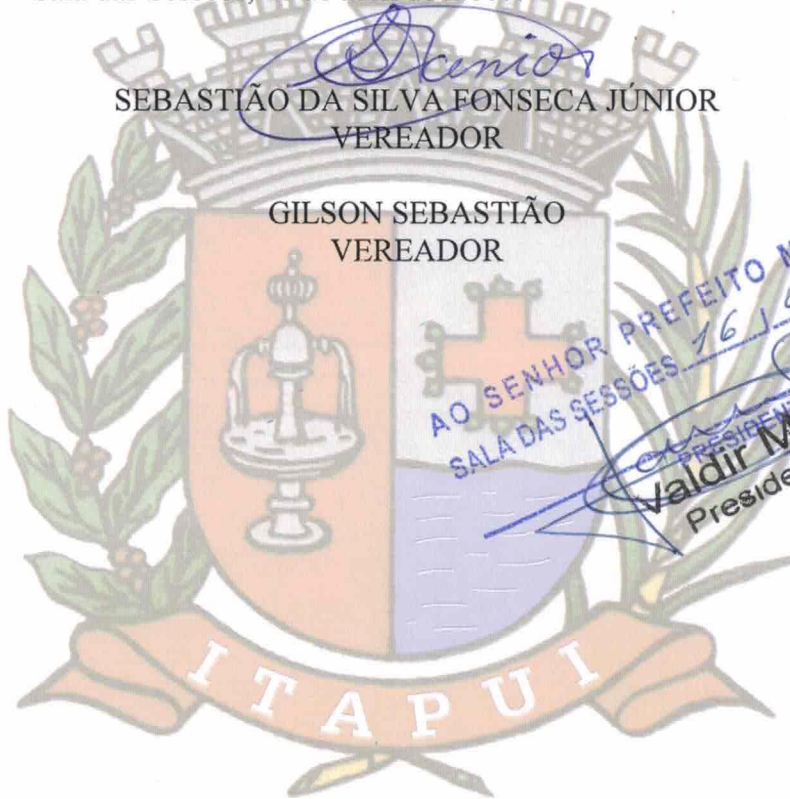 SEBASTIÃO DA SILVA FONSECA JÚNIOR
VEREADOR
GILSON SEBASTIÃO
VEREADOR
AO SENHOR PREFEITO
SALA DAS SESSÕES 16
PRESIDENT
Valdir
Preside
ITAPUI